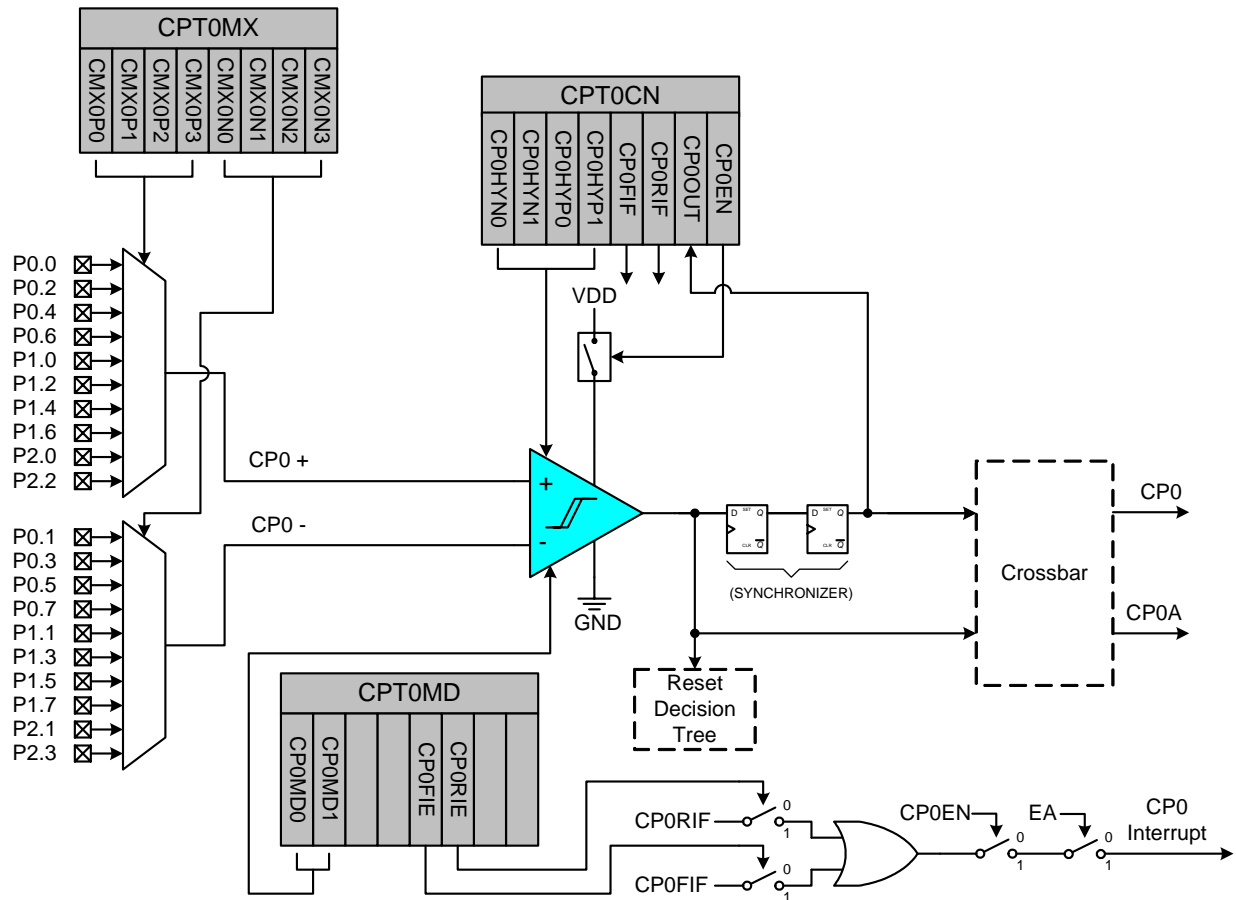 CPT0MX
CMX0P0
CMX0P1
CMX0P2
CMX0P3
CMX0N0
CMX0N1
CMX0N2
CMX0N3
CPT0CN
CP0HYN0
CP0HYN1
CP0HYP0
CP0HYP1
CP0FIF
CP0RIF
CP0OUT
CP0EN
P0.0
P0.2
P0.4
P0.6
P1.0
P1.2
P1.4
P1.6
P2.0
P2.2
VDD
CP0 +
+
P0.1
P0.3
P0.5
P0.7
P1.1
P1.3
P1.5
P1.7
P2.1
P2.3
CP0 -
-
GND
D SET Q
CLR Q
D SET Q
CLR Q
(SYNCHRONIZER)
Crossbar
CP0
CP0A
Reset
Decision
Tree
CPT0MD
CP0MD0
CP0MD1
CP0FIE
CP0RIE
CP0RIF
0
1
CP0FIF
0
1
CP0EN
0
1
EA
0
1
CP0
Interrupt